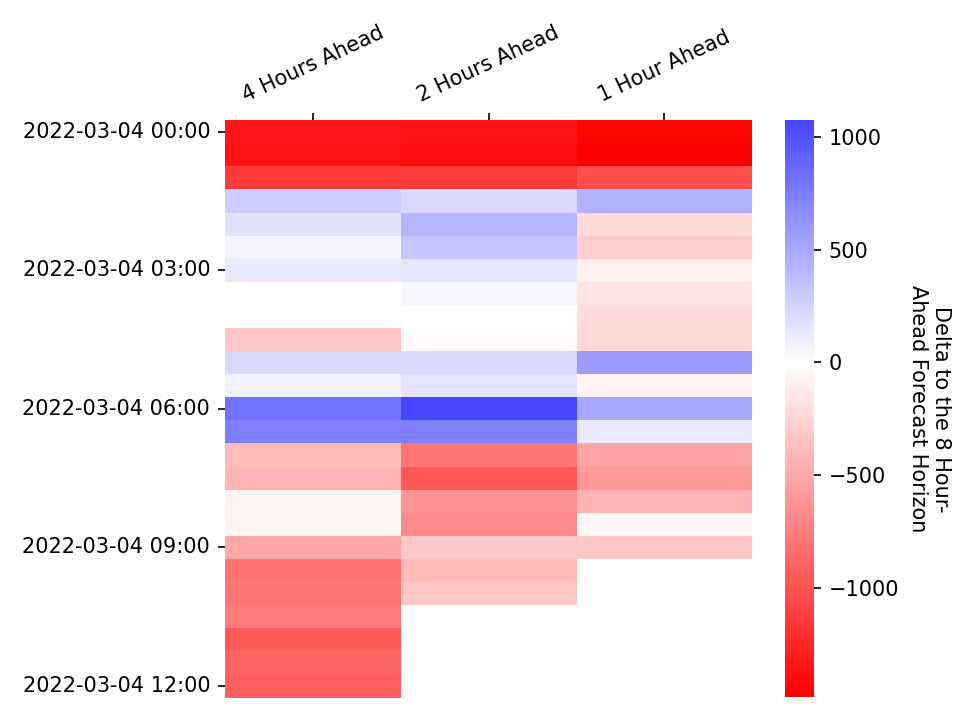 4 Hours Ahead
2 Hours Ahead
1 Hour Ahead
2022-03-04 00:00
2022-03-04 03:00
2022-03-04 06:00
2022-03-04 09:00
2022-03-04 12:00
1000
500
0
−500
−1000
Delta to the 8 Hour-
Ahead Forecast Horizon